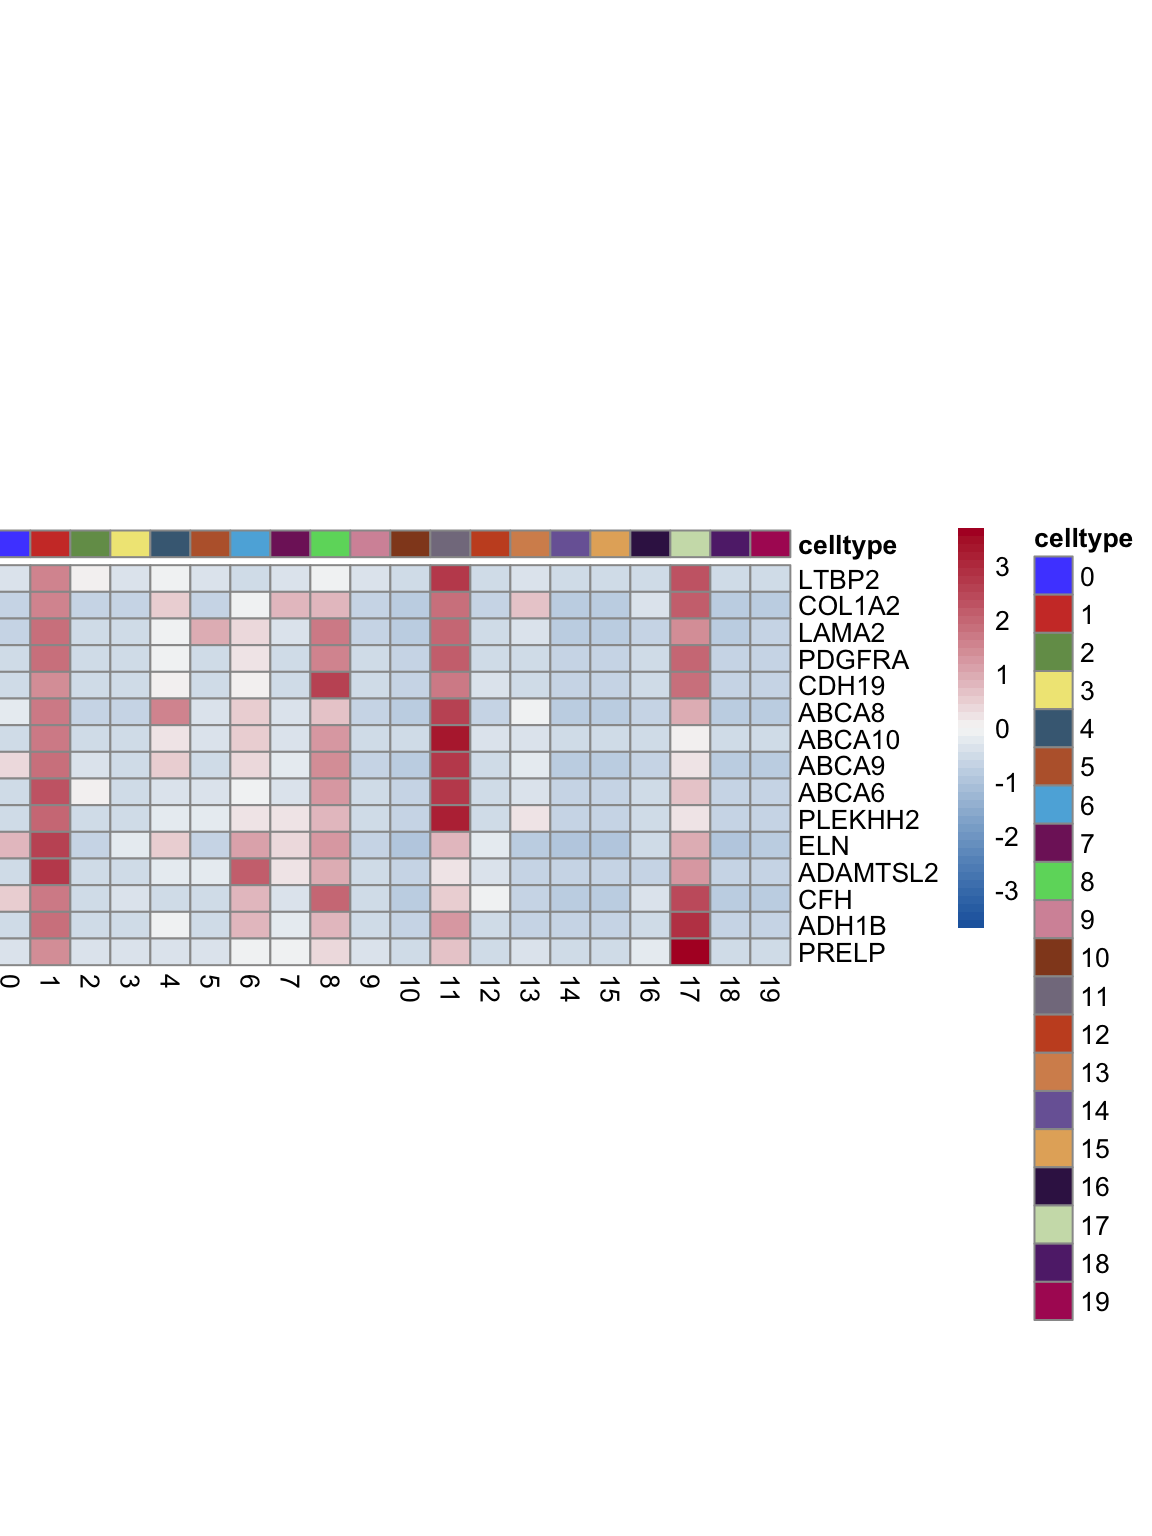 celltype
LTBP2
COL1A2
LAMA2
PDGFRA
CDH19
ABCA8
ABCA10
ABCA9
ABCA6
PLEKHH2
ELN
ADAMTSL2
CFH
ADH1B
PRELP
0 1 2 3 4 5 6 7 8 9 10 11 12 13 14 15 16 17 18 19
3
2
1
0
-1
-2
-3
celltype
0
1
2
3
4
5
6
7
8
9
10
11
12
13
14
15
16
17
18
19